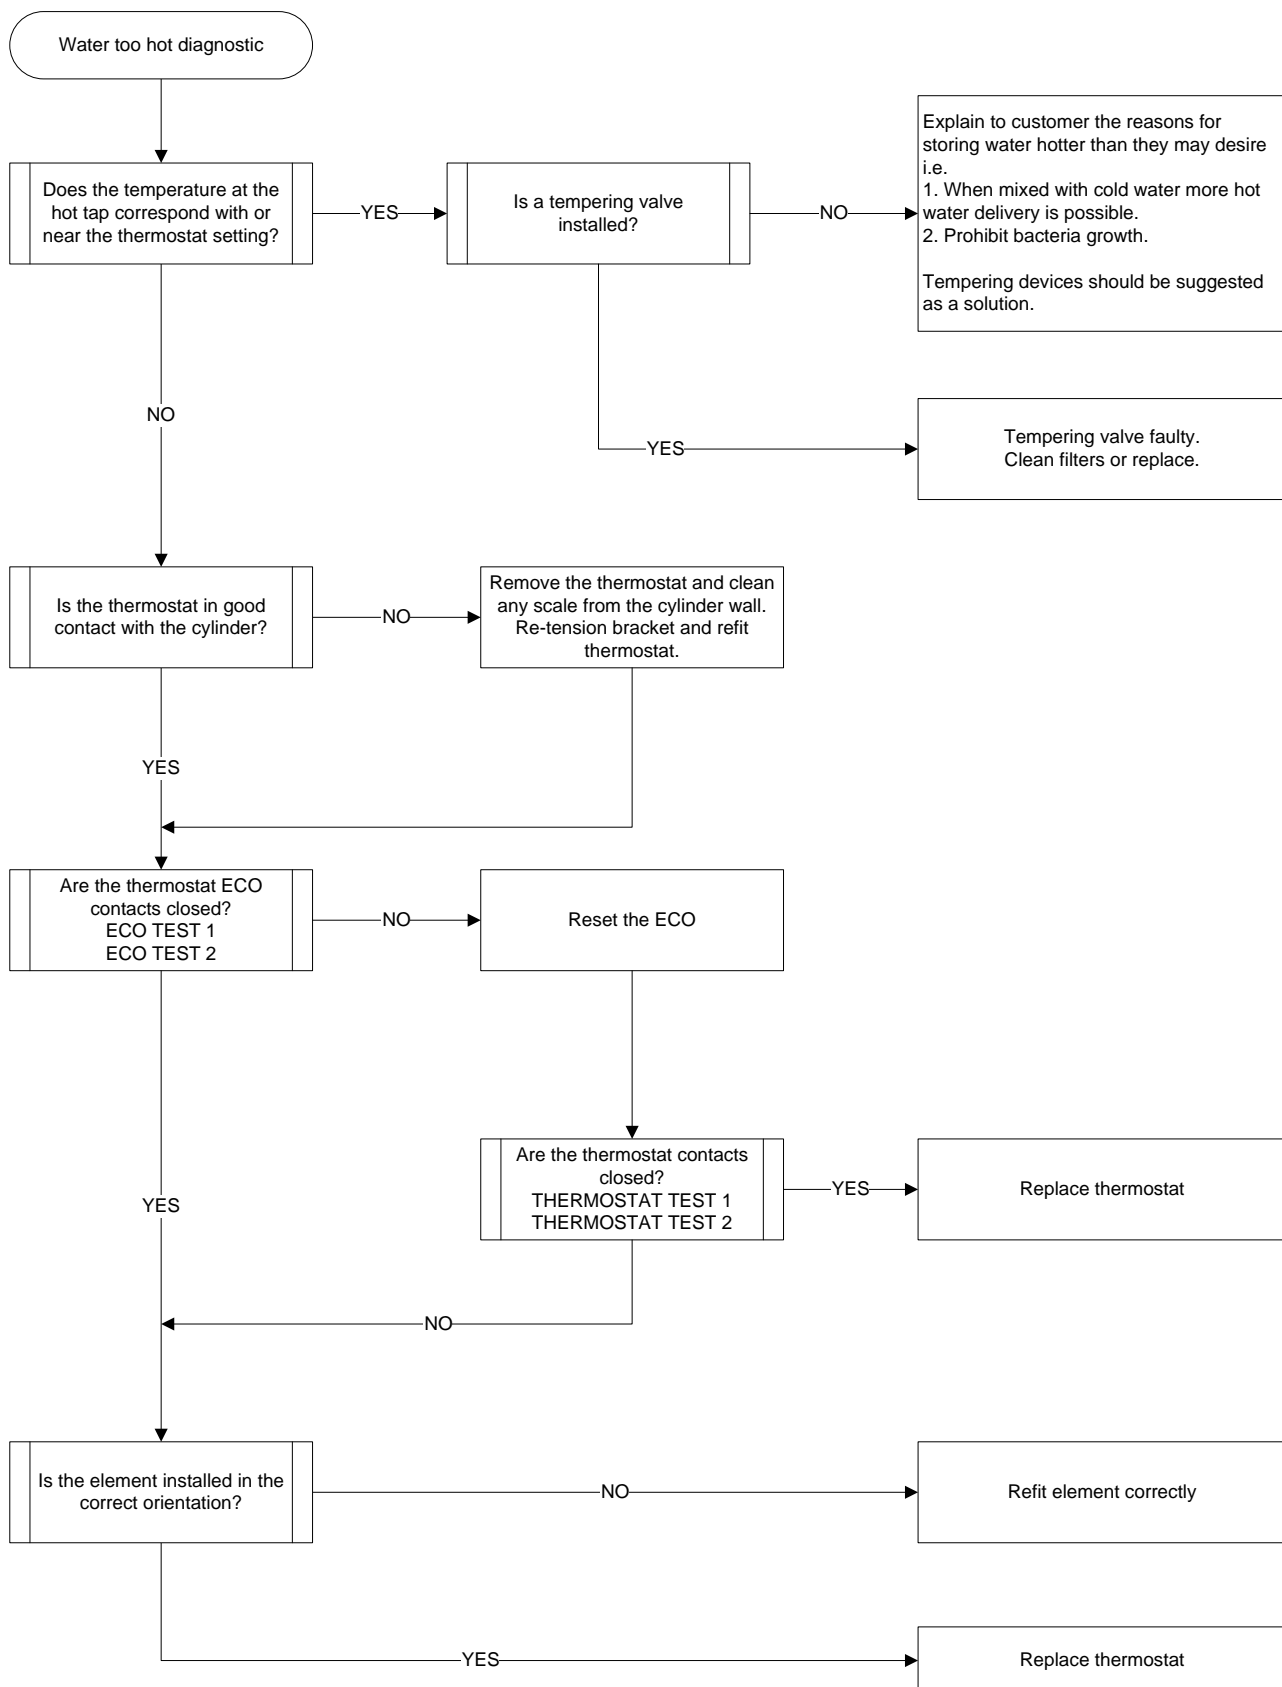 Water too hot diagnostic
Does the temperature at the
hot tap correspond with or
near the thermostat setting?
YES
Is a tempering valve
installed?
NO
Explain to customer the reasons for
storing water hotter than they may desire
i.e.
1. When mixed with cold water more hot
water delivery is possible.
2. Prohibit bacteria growth.
Tempering devices should be suggested
as a solution.
NO
YES
Tempering valve faulty.
Clean filters or replace.
Is the thermostat in good
contact with the cylinder?
NO
Remove the thermostat and clean
any scale from the cylinder wall.
Re-tension bracket and refit
thermostat.
YES
Are the thermostat ECO
contacts closed?
ECO TEST 1
ECO TEST 2
NO
Reset the ECO
YES
Are the thermostat contacts
closed?
THERMOSTAT TEST 1
THERMOSTAT TEST 2
YES
Replace thermostat
NO
Is the element installed in the
correct orientation?
NO
Refit element correctly
YES
Replace thermostat